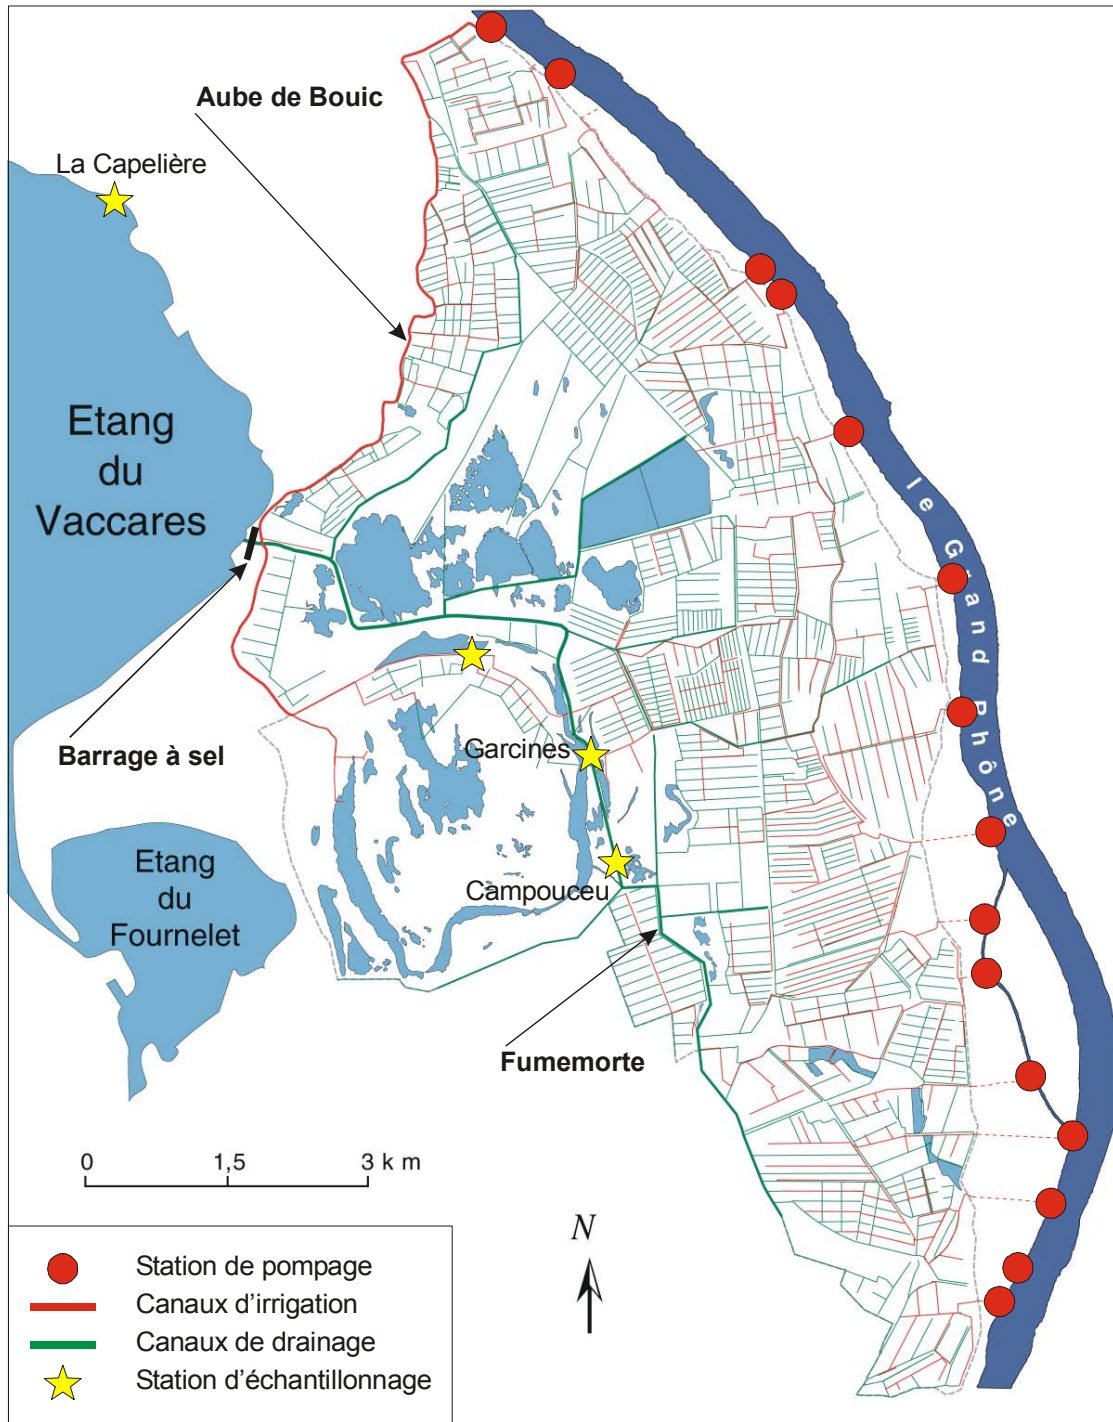 Aube de Bouic
La Capelière
Etang
du
Vaccares
le Grand Rhône
Garcines
Barrage à sel
Campouceu
Etang
du
Fournelet
Fumemorte
0 1,5 3 km
N
Station de pompage
Canaux d'irrigation
Canaux de drainage
Station d'échantillonnage